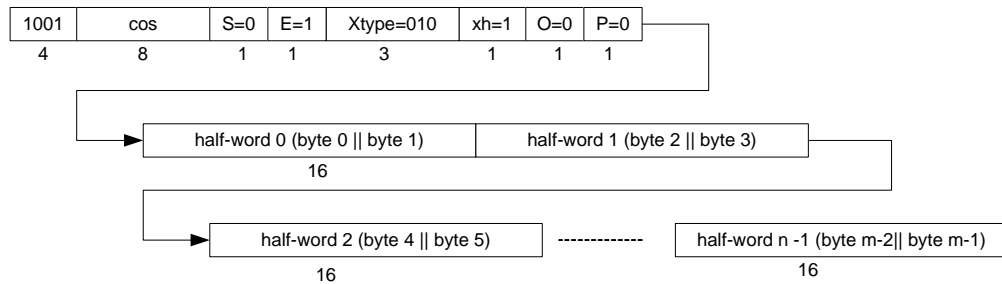 1001 cos S=0 E=1 Xtype=010 xh=1 O=0 P=0
4 8 1 1 3 1 1 1
half-word 0 (byte 0 || byte 1) half-word 1 (byte 2 || byte 3)
16
half-word 2 (byte 4 || byte 5) half-word n -1 (byte m-2|| byte m-1)
16 16